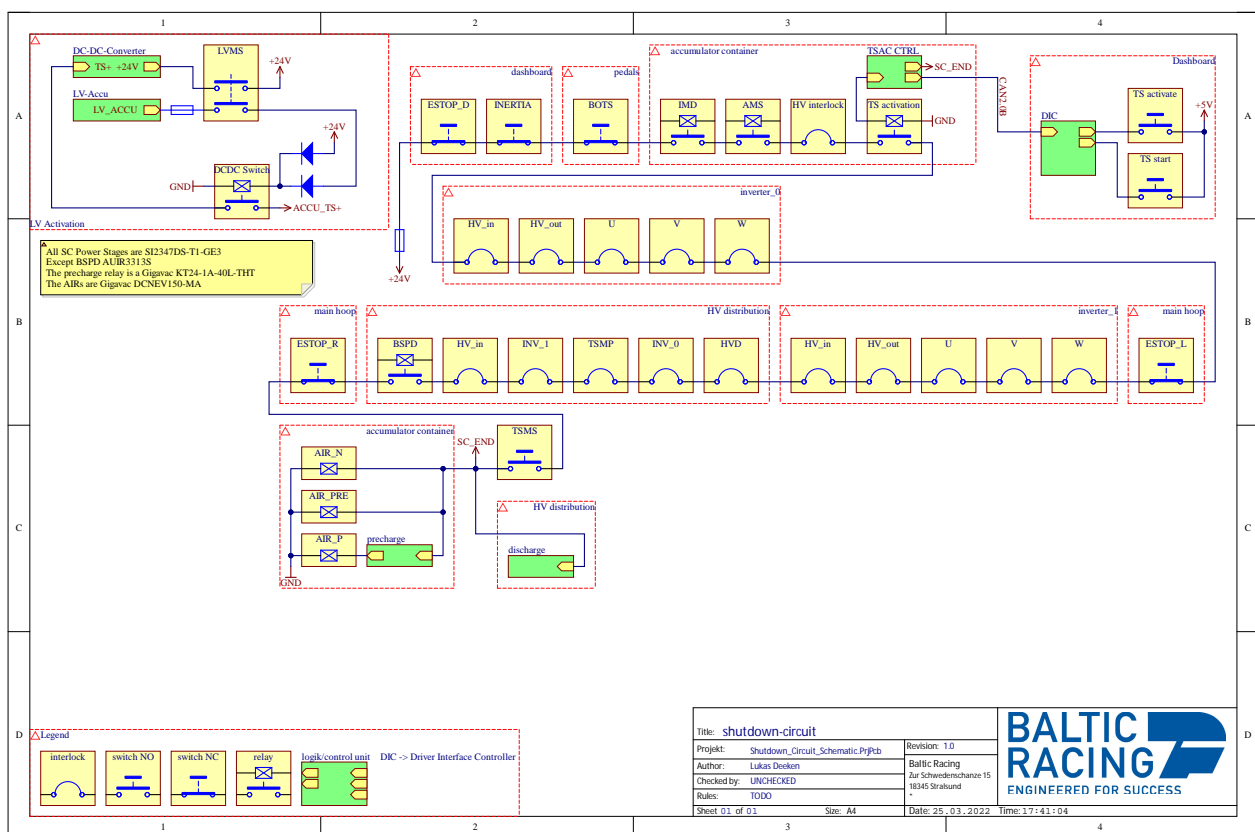 1
2
3
4
A
A
DC-DC-Converter
TS+ +24V
LVMS
+24V
LV-Accu
LV_ACCU
+24V
DCDC Switch
GND
ACCU_TS+
LV Activation
dashboard
ESTOP_D
INERTIA
pedals
BOTS
accumulator container
IMD
AMS
HV interlock
TSAC CTRL
SC_END
TS activation
GND
CAN2.0B
Dashboard
TS activate
+5V
DIC
TS start
All SC Power Stages are SI2347DS-T1-GE3
Except BSPD AUIR3313S
The precharge relay is a Gigavac KT24-1A-40L-THT
The AIRs are Gigavac DCNEV150-MA
+24V
inverter_0
HV_in
HV_out
U
V
W
B
B
main hoop
ESTOP_R
HV distribution
BSPD
HV_in
INV_1
TSMP
INV_0
HVD
inverter_1
HV_in
HV_out
U
V
W
main hoop
ESTOP_L
C
C
accumulator container
AIR_N
AIR_PRE
AIR_P
precharge
GND
SC_END
TSMS
HV distribution
discharge
D
D
Legend
interlock
switch NO
switch NC
relay
logik/control unit
DIC -> Driver Interface Controller
Title: shutdown-circuit
Projekt: Shutdown_Circuit_Schematic.PrjPcb
Revision: 1.0
Author: Lukas Deeken
Checked by: UNCHECKED
Rules: TODO
Baltic Racing
Zur Schwedenschanze 15
18345 Stralsund
*
Sheet 01 of 01 Size: A4
Date: 25.03.2022 Time: 17:41:04
BALTIC
RACING
ENGINEERED FOR SUCCESS
1
2
3
4